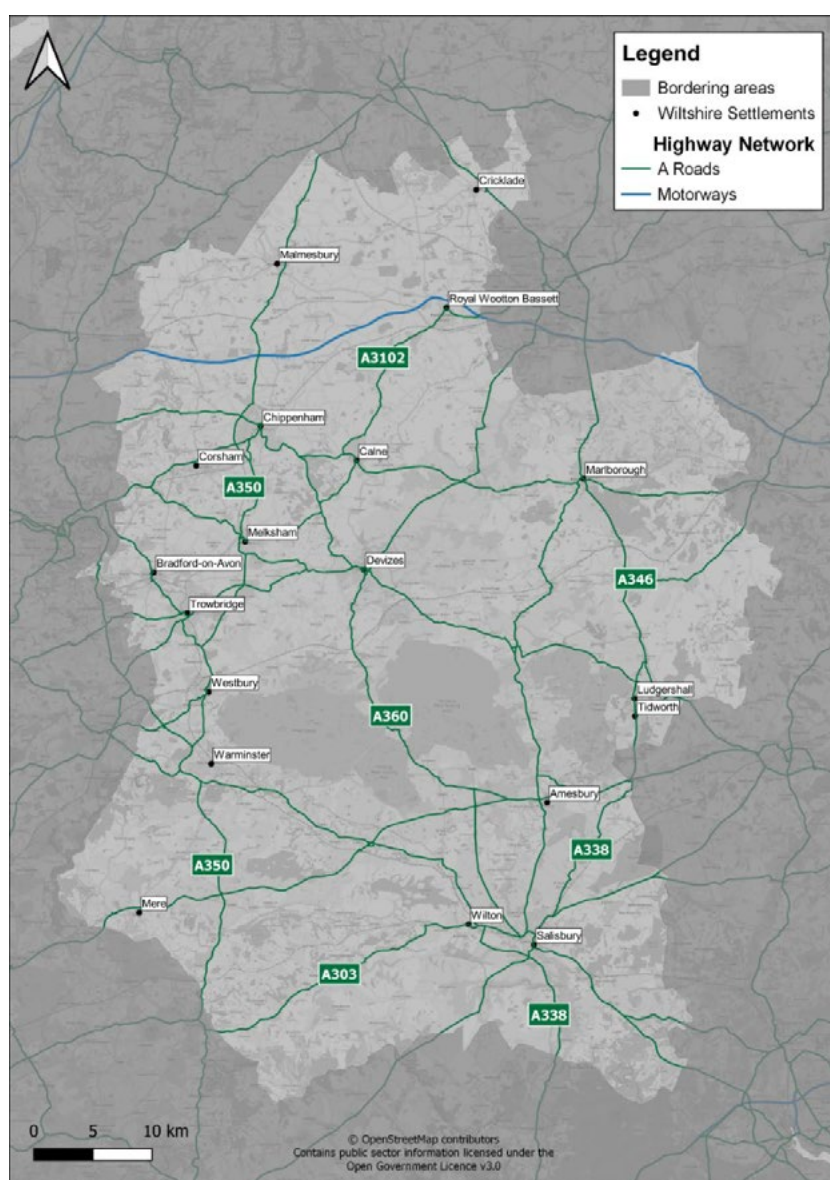 Legend
Bordering areas
Wiltshire Settlements
Highway Network
A Roads
Motorways
Cricklade
Malmesbury
Royal Wootton Bassett
A3102
Chippenham
Corsham
Calne
Marlborough
A350
Melksham
Bradford-on-Avon
Devizes
A346
Trowbridge
Westbury
Ludgershall
Tidworth
A360
Warminster
Amesbury
A350
A338
Mere
Wilton
Salisbury
A303
A338
0 5 10 km
© OpenStreetMap contributors
Contains public sector information licensed under the
Open Government Licence v3.0